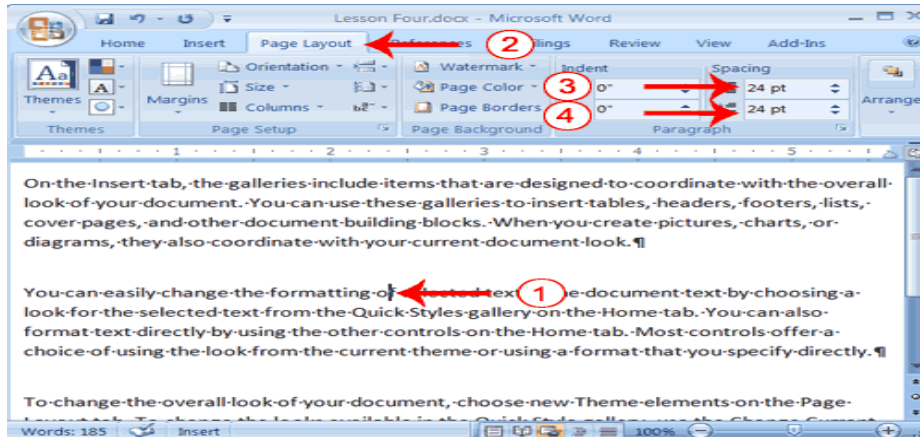 Lesson Four.docx - Microsoft Word
Home Insert Page Layout 2 Review View Add-Ins
Aa Orientation Watermark Indent Spacing
A Size Page Color 3 0" 24 pt
Themes Margins Columns Page Borders 4 0" 24 pt Arrange
Themes Page Setup Page Background Paragraph
1 2 3 4 5
On·the·Insert·tab,·the·galleries·include·items·that·are·designed·to·coordinate·with·the·overall·
look·of·your·document.·You·can·use·these·galleries·to·insert·tables,·headers,·footers,·lists,·
cover·pages,·and·other·document·building·blocks.·When·you·create·pictures,·charts,·or·
diagrams,·they·also·coordinate·with·your·current·document·look.¶
You·can·easily·change·the·formatting·of 1 document·text·by·choosing·a·
look·for·the·selected·text·from·the·Quick·Styles·gallery·on·the·Home·tab.·You·can·also·
format·text·directly·by·using·the·other·controls·on·the·Home·tab.·Most·controls·offer·a·
choice·of·using·the·look·from·the·current·theme·or·using·a·format·that·you·specify·directly.¶
To·change·the·overall·look·of·your·document,·choose·new·Theme·elements·on·the·Page·
Words: 185 Insert 100%